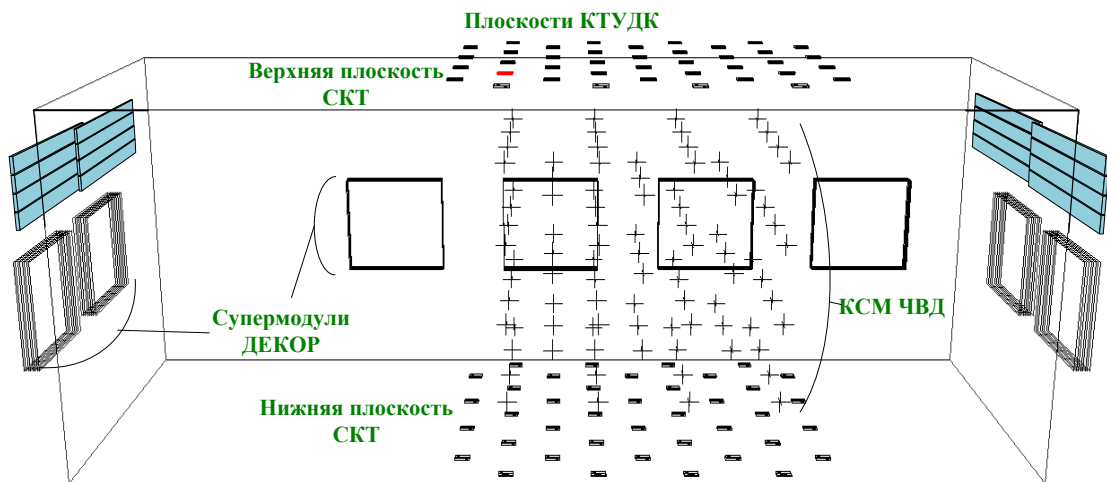 Плоскости КТУДК
Верхняя плоскость
СКТ
КСМ ЧВД
Супермодули
ДЕКОР
Нижняя плоскость
СКТ